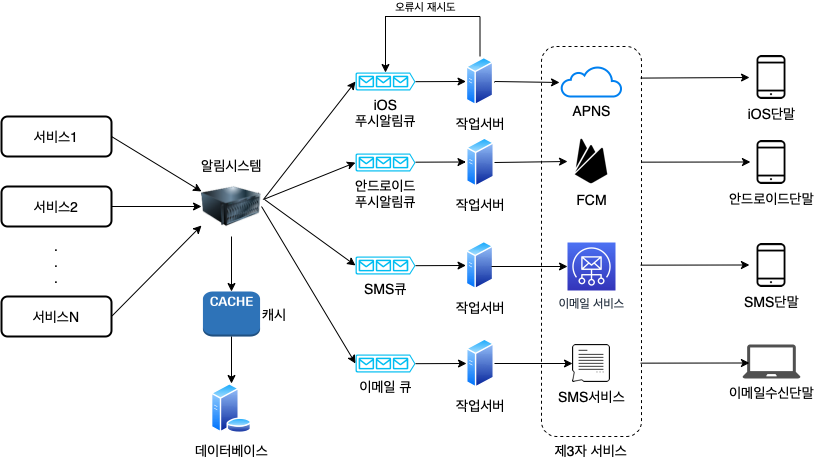 오류시 재시도
iOS
푸시알림큐
작업서버
APNS
iOS단말
서비스1
알림시스템
안드로이드
푸시알림큐
작업서버
FCM
안드로이드단말
서비스2
.
.
.
SMS큐
작업서버
이메일 서비스
SMS단말
서비스N
CACHE
캐시
이메일 큐
작업서버
SMS서비스
이메일수신단말
데이터베이스
제3자 서비스